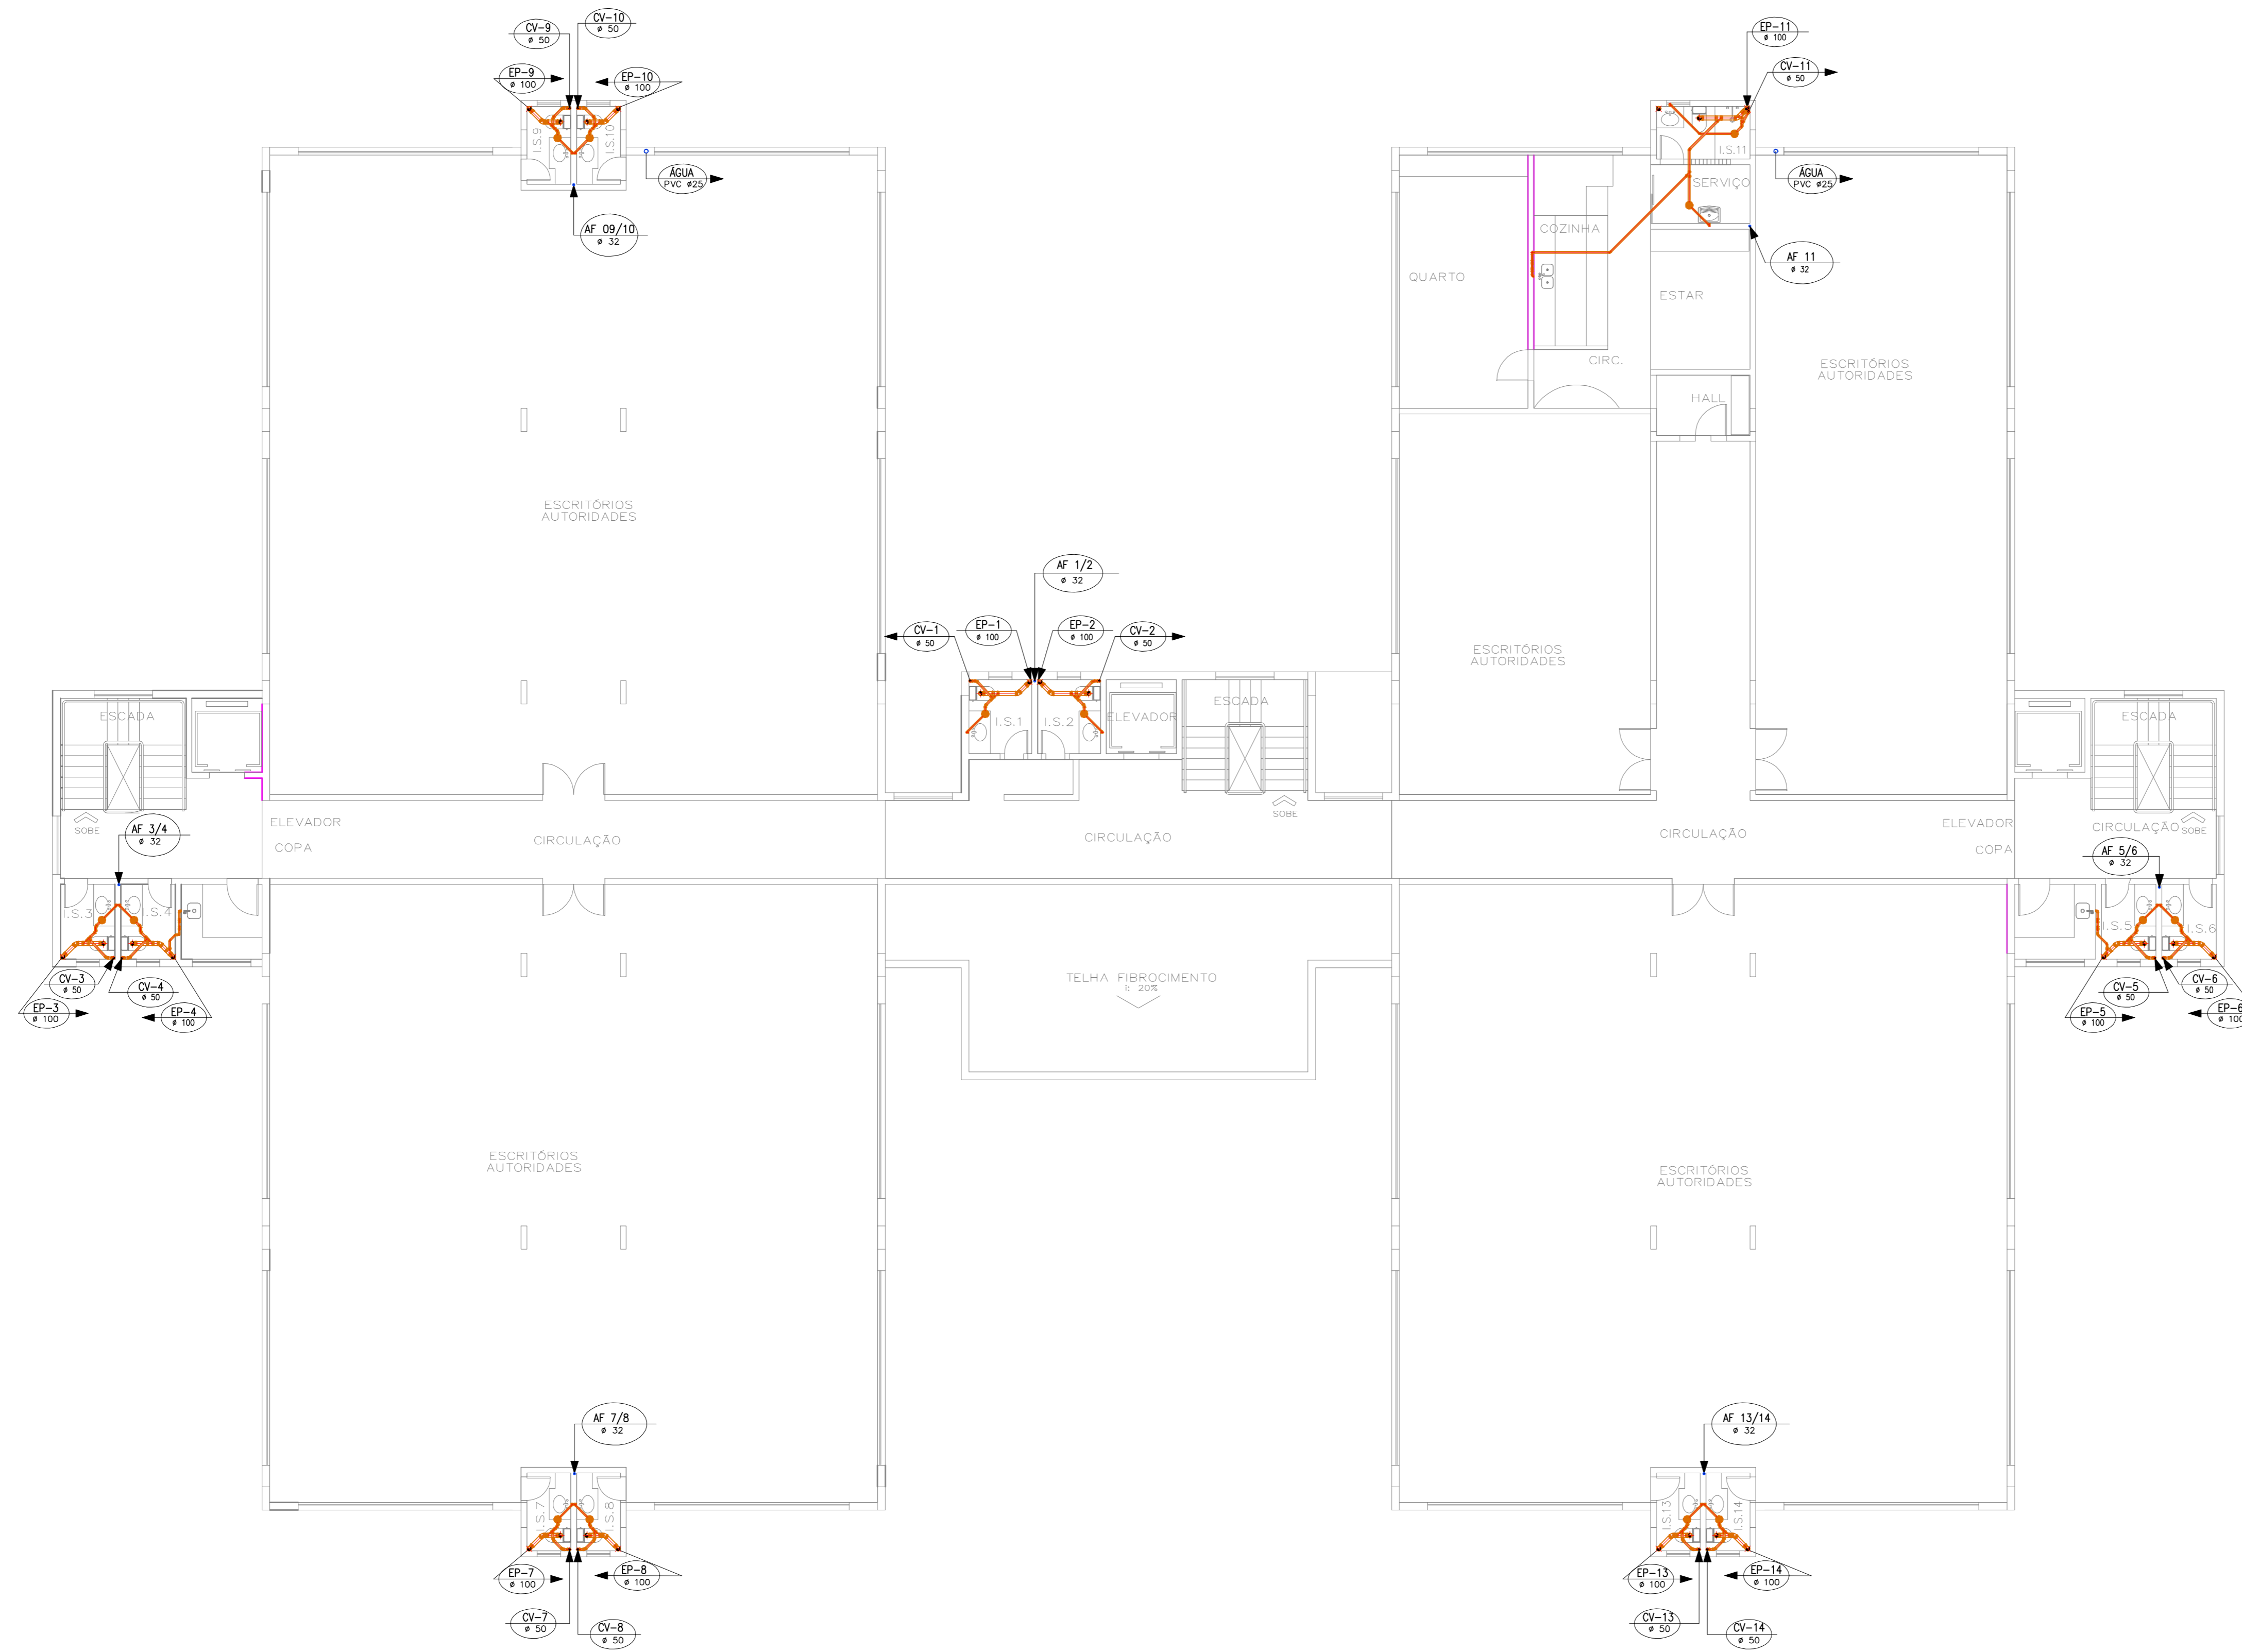 CV-9
ø 50
CV-10
ø 50
EP-9
ø 100
EP-10
ø 100
I.S.9
I.S.10
ÁGUA
PVC ø25
AF 09/10
ø 32
EP-11
ø 100
CV-11
ø 50
I.S.11
SERVIÇO
ÁGUA
PVC ø25
COZINHA
AF 11
ø 32
QUARTO
ESTAR
CIRC.
HALL
ESCRITÓRIOS
AUTORIDADES
ESCRITÓRIOS
AUTORIDADES
AF 1/2
ø 32
CV-1
ø 50
EP-1
ø 100
EP-2
ø 100
CV-2
ø 50
ESCRITÓRIOS
AUTORIDADES
I.S.1
I.S.2
ELEVADOR
ESCADA
SOBE
ESCADA
SOBE
ESCADA
SOBE
AF 3/4
ø 32
ELEVADOR
COPA
CIRCULAÇÃO
CIRCULAÇÃO
CIRCULAÇÃO
ELEVADOR
COPA
CIRCULAÇÃO
AF 5/6
ø 32
I.S.3
I.S.4
I.S.5
I.S.6
CV-3
ø 50
CV-4
ø 50
EP-3
ø 100
EP-4
ø 100
TELHA FIBROCIMENTO
i: 20%
CV-5
ø 50
CV-6
ø 50
EP-5
ø 100
EP-6
ø 100
ESCRITÓRIOS
AUTORIDADES
ESCRITÓRIOS
AUTORIDADES
AF 7/8
ø 32
AF 13/14
ø 32
I.S.7
I.S.8
I.S.13
I.S.14
EP-7
ø 100
EP-8
ø 100
EP-13
ø 100
EP-14
ø 100
CV-7
ø 50
CV-8
ø 50
CV-13
ø 50
CV-14
ø 50